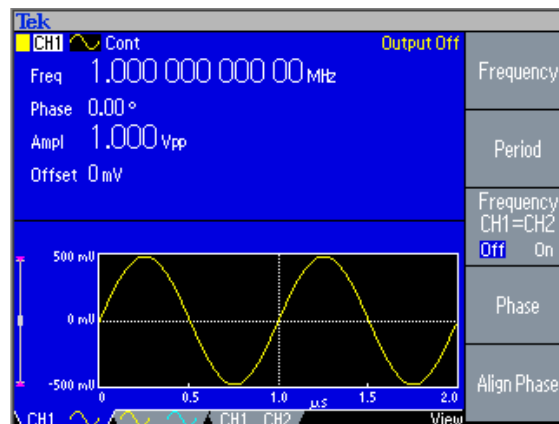 Tek
CH1 Cont Output Off
Freq 1.000 000 000 00 MHz
Phase 0.00 °
Ampl 1.000 Vpp
Offset 0 mV
Frequency
Period
Frequency
CH1=CH2
Off On
Phase
Align Phase
500 mV
0 mV
-500 mV
0 0.5 1.0 μs 1.5 2.0
CH1 CH1 CH2 View